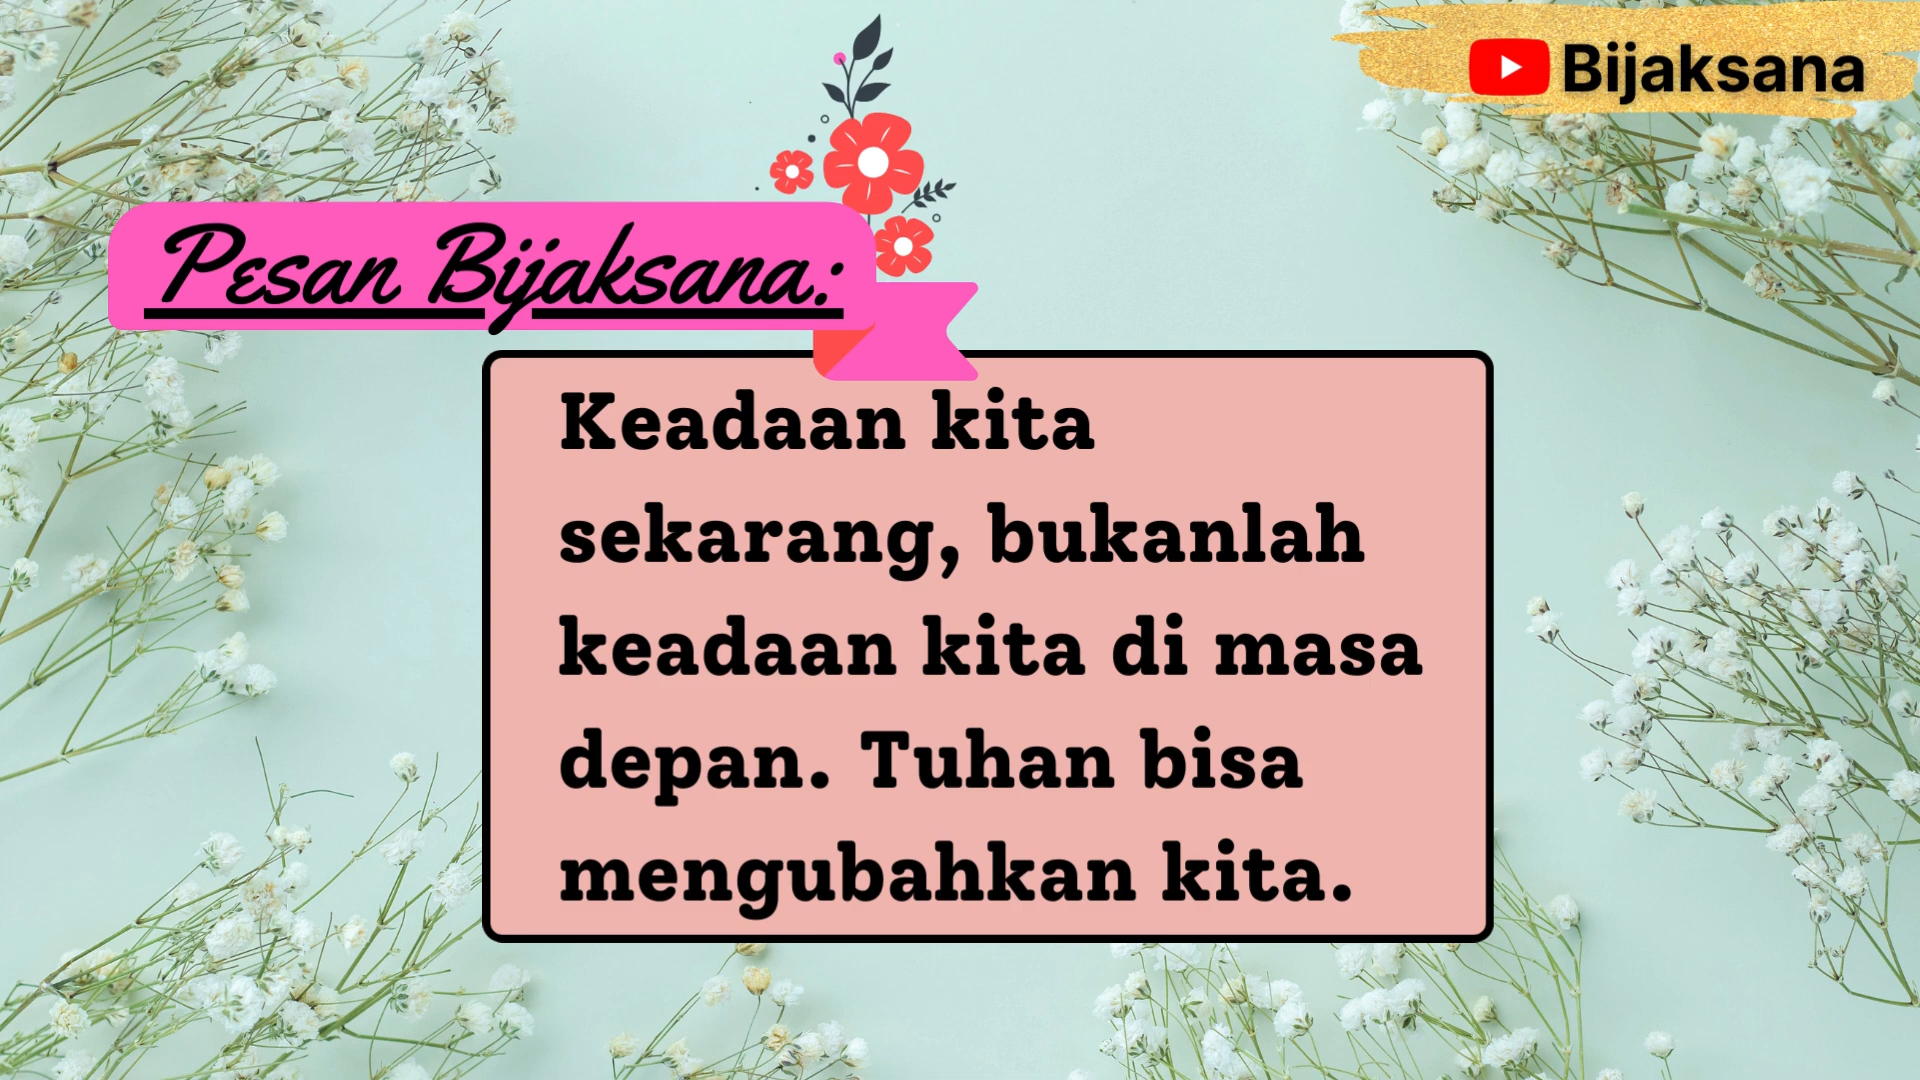 Bijaksana
Pesan Bijaksana:
Keadaan kita
sekarang, bukanlah
keadaan kita di masa
depan. Tuhan bisa
mengubahkan kita.